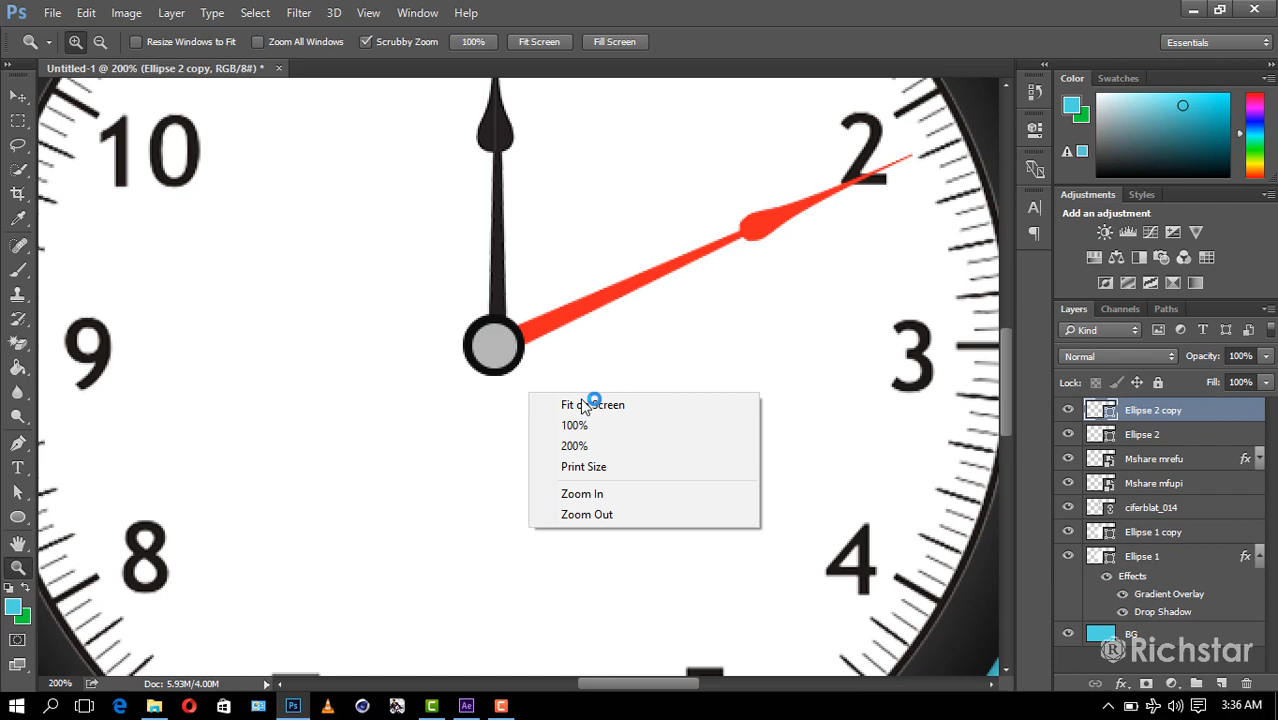 Ps File Edit Image Layer Type Select Filter 3D View Window Help
Resize Windows to Fit Zoom All Windows Scrubby Zoom 100% Fit Screen Fill Screen Essentials
Untitled-1 @ 200% (Ellipse 2 copy, RGB/8#) * ×
Color Swatches
10 2
9 3
8 4
Fit on Screen
100%
200%
Print Size
Zoom In
Zoom Out
Adjustments Styles
Add an adjustment
Layers Channels Paths
Kind
Normal Opacity: 100%
Lock: Fill: 100%
Ellipse 2 copy
Ellipse 2
Mshare mrefu fx
Mshare mfupi
ciferblat_014
Ellipse 1 copy
Ellipse 1 fx
Effects
Gradient Overlay
Drop Shadow
BG
Richstar
200% Doc: 5.93M/4.00M
3:36 AM